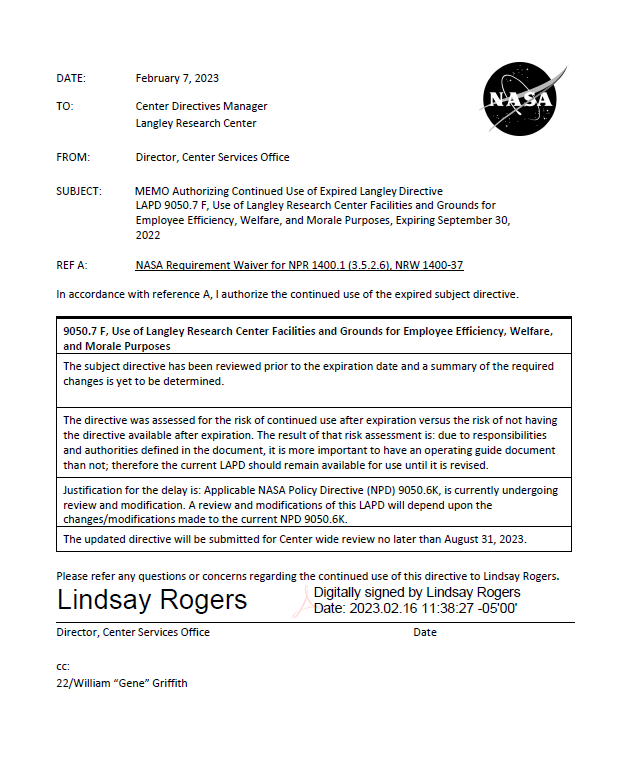 DATE: February 7, 2023
NASA
TO: Center Directives Manager
Langley Research Center
FROM: Director, Center Services Office
SUBJECT: MEMO Authorizing Continued Use of Expired Langley Directive
LAPD 9050.7 F, Use of Langley Research Center Facilities and Grounds for
Employee Efficiency, Welfare, and Morale Purposes, Expiring September 30,
2022
REF A: NASA Requirement Waiver for NPR 1400.1 (3.5.2.6), NRW 1400-37
In accordance with reference A, I authorize the continued use of the expired subject directive.
9050.7 F, Use of Langley Research Center Facilities and Grounds for Employee Efficiency, Welfare,
and Morale Purposes
The subject directive has been reviewed prior to the expiration date and a summary of the required
changes is yet to be determined.
The directive was assessed for the risk of continued use after expiration versus the risk of not having
the directive available after expiration. The result of that risk assessment is: due to responsibilities
and authorities defined in the document, it is more important to have an operating guide document
than not; therefore the current LAPD should remain available for use until it is revised.
Justification for the delay is: Applicable NASA Policy Directive (NPD) 9050.6K, is currently undergoing
review and modification. A review and modifications of this LAPD will depend upon the
changes/modifications made to the current NPD 9050.6K.
The updated directive will be submitted for Center wide review no later than August 31, 2023.
Please refer any questions or concerns regarding the continued use of this directive to Lindsay Rogers.
Lindsay Rogers
Digitally signed by Lindsay Rogers
Date: 2023.02.16 11:38:27 -05'00'
Director, Center Services Office Date
cc:
22/William “Gene” Griffith